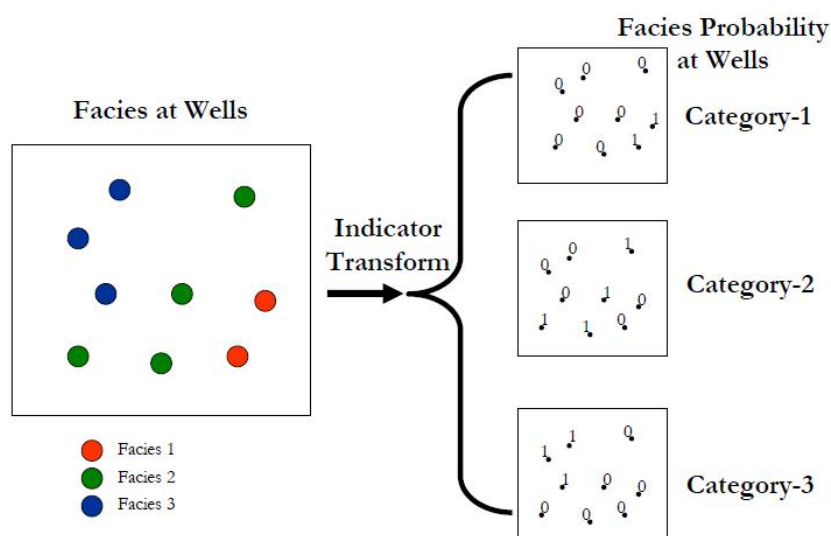 Facies at Wells
Facies 1
Facies 2
Facies 3
Indicator
Transform
Facies Probability
at Wells
0 0 0
0 0 1
0 0 1
Category-1
0 0 1
0 1 0
1 1 0
Category-2
1 1 0
1 0 0
0 0 0
Category-3